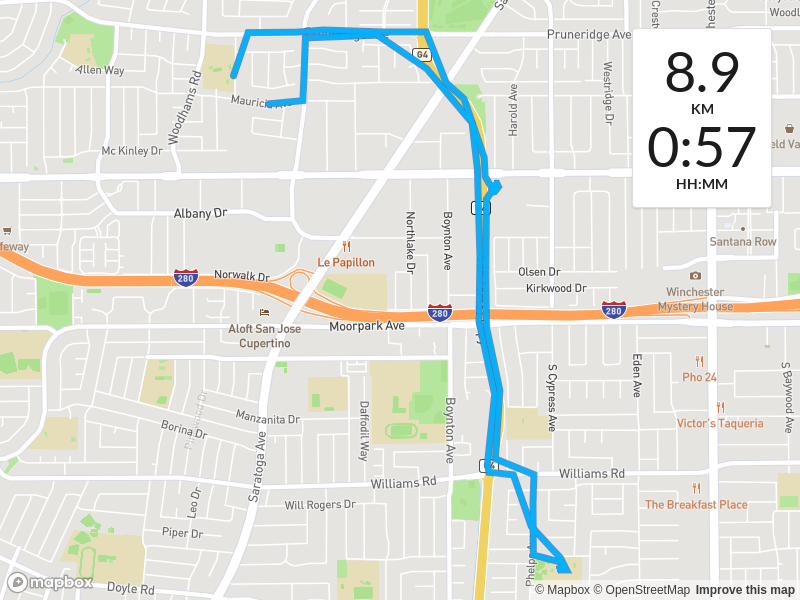 Pruneridge Ave
Allen Way
G4
Woodhams Rd
Harold Ave
Westridge Dr
8.9
KM
0:57
HH:MM
Mc Kinley Dr
Albany Dr
Northlake Dr
Boynton Ave
Santana Row
Le Papillon
Norwalk Dr
280
Olsen Dr
Kirkwood Dr
Winchester
Mystery House
280
280
Aloft San Jose
Cupertino
Moorpark Ave
S Cypress Ave
Eden Ave
Pho 24
S Baywood Ave
Manzanita Dr
Borina Dr
Daffodil Way
Boynton Ave
Victor's Taqueria
Saratoga Ave
Williams Rd
Williams Rd
Leo Dr
Will Rogers Dr
The Breakfast Place
Piper Dr
Doyle Rd
mapbox
© Mapbox © OpenStreetMap Improve this map